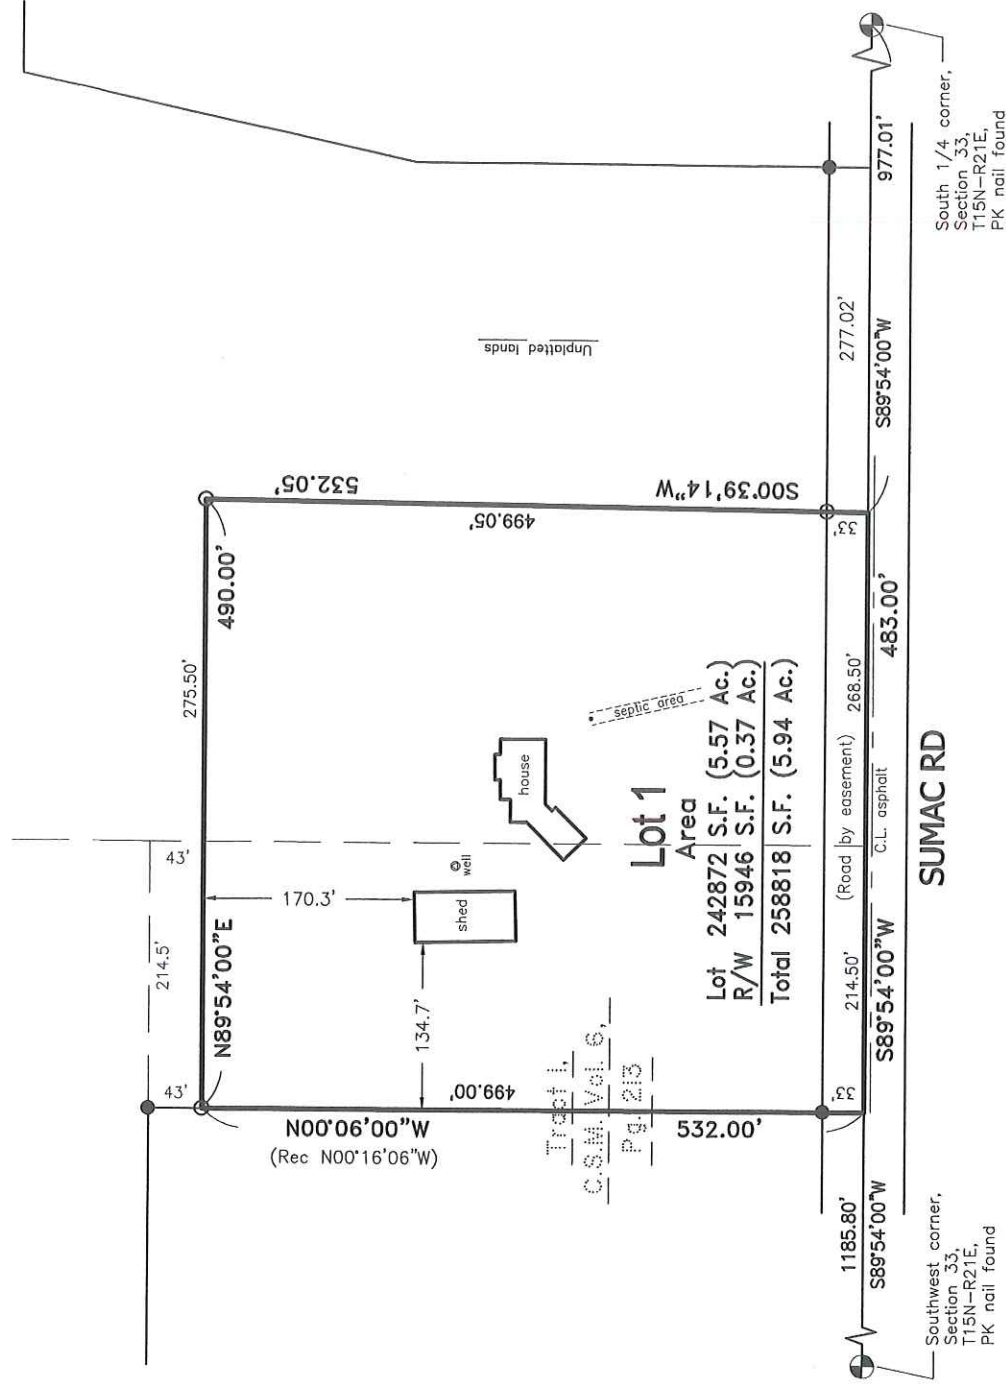 214.5'
43'
43'
N89°54'00"E
275.50'
490.00'
N00°06'00"W
(Rec N00°16'06"W)
499.00'
532.00'
170.3'
134.7'
shed
well
house
septic area
532.05'
499.05'
S00°39'14"W
Unplatted lands
Tract 1,
C.S.M. Vol. 6,
Pg. 213
Lot 1
Area
Lot 242872 S.F. (5.57 Ac.)
R/W 15946 S.F. (0.37 Ac.)
Total 258818 S.F. (5.94 Ac.)
33'
214.50'
(Road by easement)
268.50'
33'
277.02'
1185.80'
S89°54'00"W
S89°54'00"W
C.L. asphalt
483.00'
S89°54'00"W
977.01'
SUMAC RD
Southwest corner,
Section 33,
T15N-R21E,
PK nail found
South 1/4 corner,
Section 33,
T15N-R21E,
PK nail found